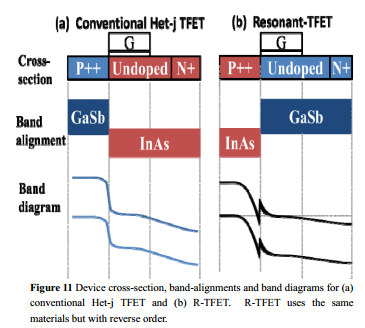 (a) Conventional Het-j TFET (b) Resonant-TFET
G G
Cross-
section
P++ Undoped N+ P++ Undoped N+
Band
alignment
GaSb InAs InAs GaSb
Band
diagram
Figure 11 Device cross-section, band-alignments and band diagrams for (a)
conventional Het-j TFET and (b) R-TFET. R-TFET uses the same
materials but with reverse order.